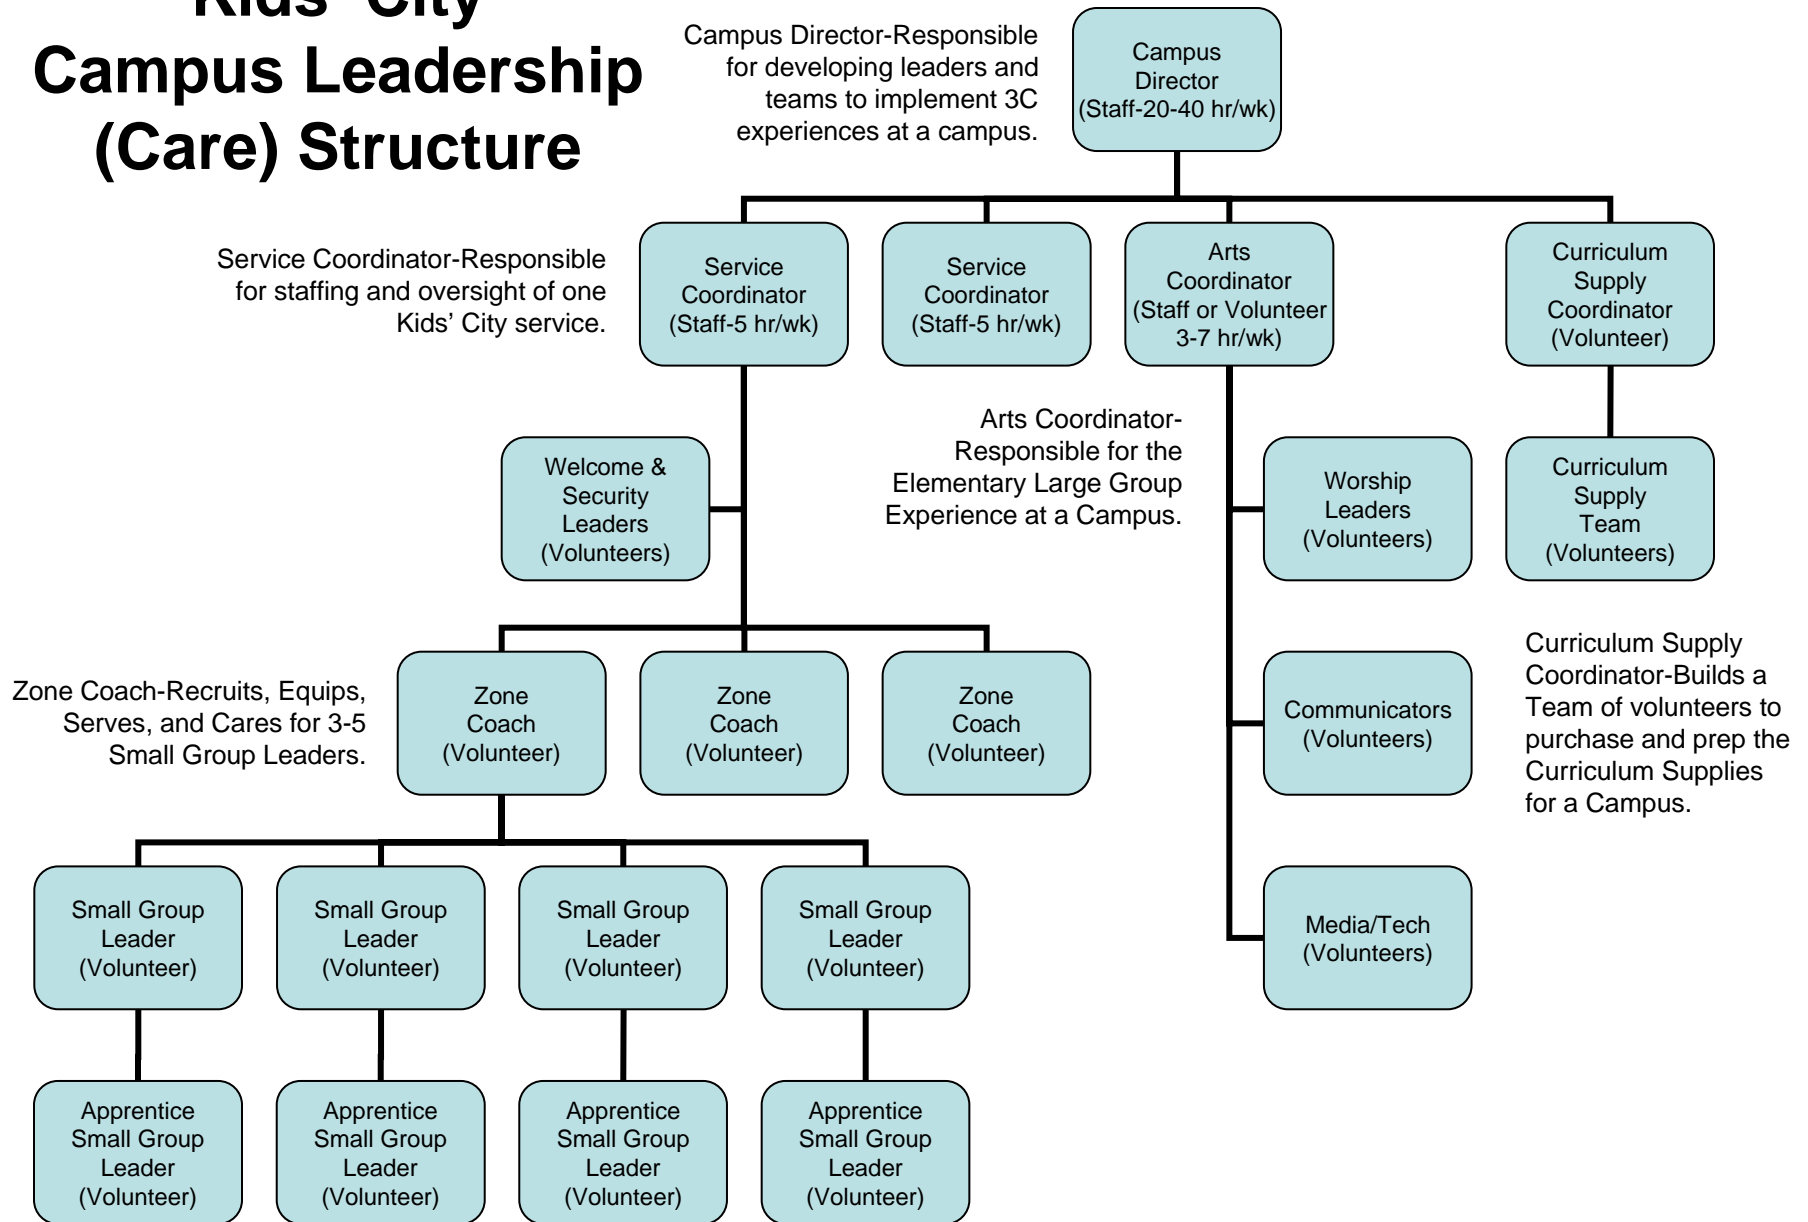 Kids' City
Campus Leadership
(Care) Structure
Campus Director-Responsible
for developing leaders and
teams to implement 3C
experiences at a campus.
Campus
Director
(Staff-20-40 hr/wk)
Service Coordinator-Responsible
for staffing and oversight of one
Kids’ City service.
Service
Coordinator
(Staff-5 hr/wk)
Service
Coordinator
(Staff-5 hr/wk)
Arts
Coordinator
(Staff or Volunteer
3-7 hr/wk)
Curriculum
Supply
Coordinator
(Volunteer)
Welcome &
Security
Leaders
(Volunteers)
Arts Coordinator-
Responsible for the
Elementary Large Group
Experience at a Campus.
Worship
Leaders
(Volunteers)
Curriculum
Supply
Team
(Volunteers)
Zone Coach-Recruits, Equips,
Serves, and Cares for 3-5
Small Group Leaders.
Zone
Coach
(Volunteer)
Zone
Coach
(Volunteer)
Zone
Coach
(Volunteer)
Communicators
(Volunteers)
Curriculum Supply
Coordinator-Builds a
Team of volunteers to
purchase and prep the
Curriculum Supplies
for a Campus.
Small Group
Leader
(Volunteer)
Small Group
Leader
(Volunteer)
Small Group
Leader
(Volunteer)
Small Group
Leader
(Volunteer)
Media/Tech
(Volunteers)
Apprentice
Small Group
Leader
(Volunteer)
Apprentice
Small Group
Leader
(Volunteer)
Apprentice
Small Group
Leader
(Volunteer)
Apprentice
Small Group
Leader
(Volunteer)